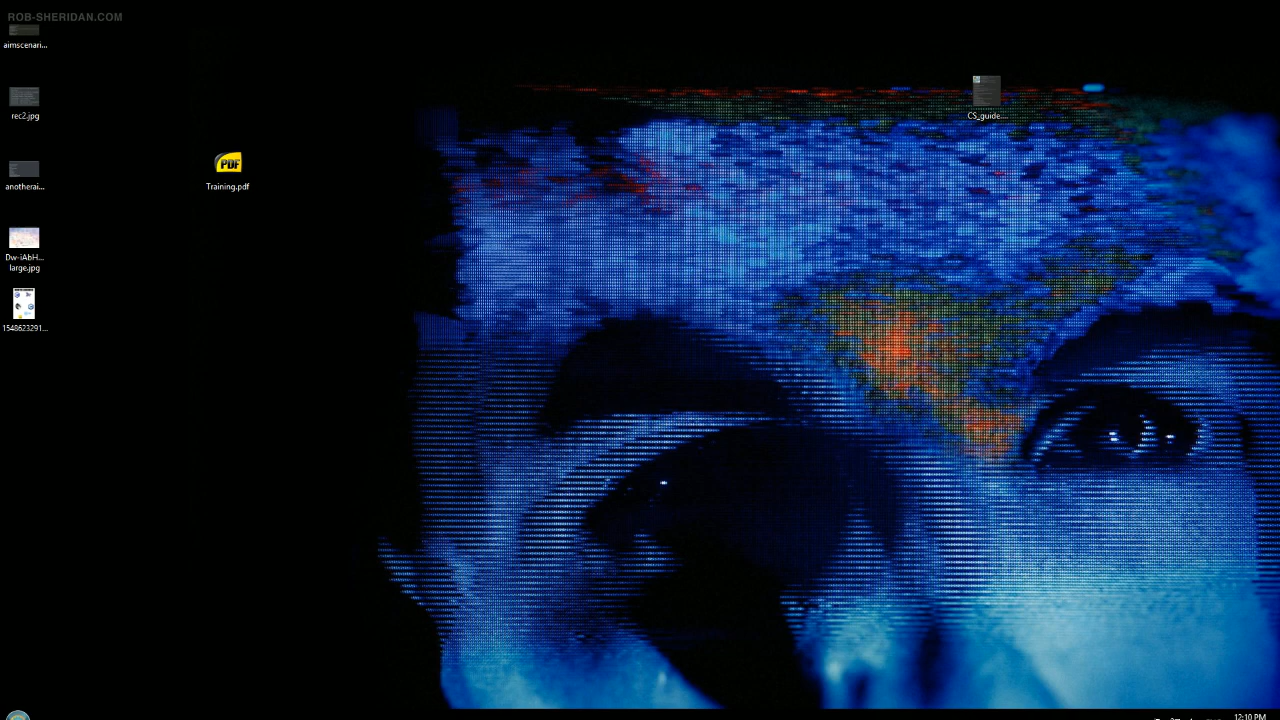 ROB-SHERIDAN.COM
aimscenari...
rec2.jpg
CS_guide...
PDF
anotherai...
Training.pdf
Dw-iAbH...
large.jpg
1548623291...
12:10 PM